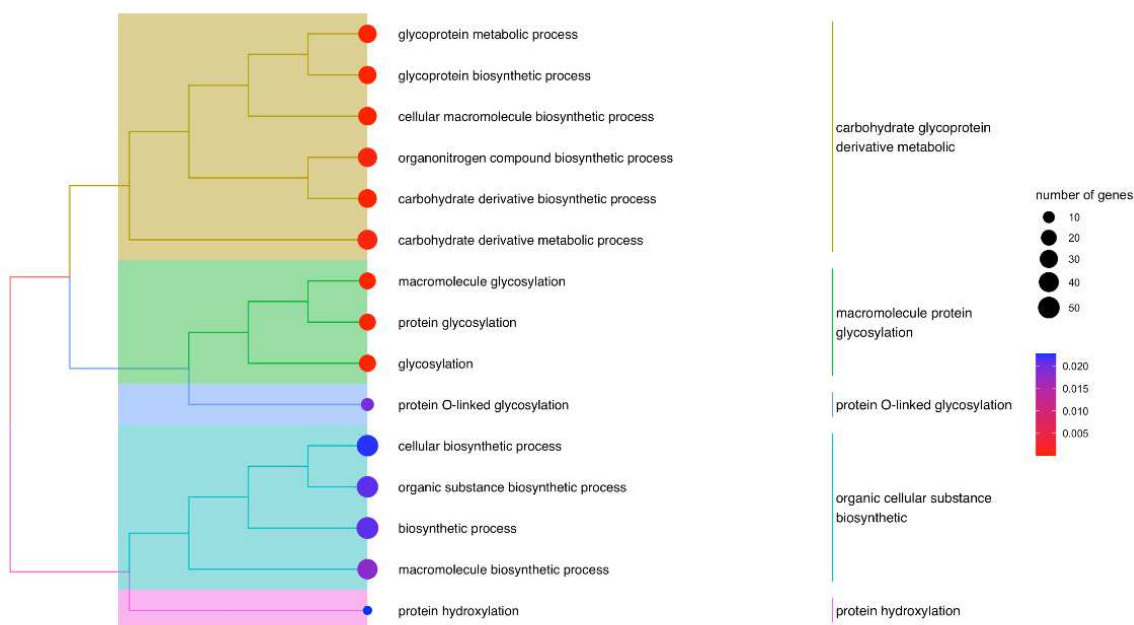 glycoprotein metabolic process
glycoprotein biosynthetic process
cellular macromolecule biosynthetic process
organonitrogen compound biosynthetic process
carbohydrate derivative biosynthetic process
carbohydrate derivative metabolic process
macromolecule glycosylation
protein glycosylation
glycosylation
protein O-linked glycosylation
cellular biosynthetic process
organic substance biosynthetic process
biosynthetic process
macromolecule biosynthetic process
protein hydroxylation
carbohydrate glycoprotein
derivative metabolic
macromolecule protein
glycosylation
protein O-linked glycosylation
organic cellular substance
biosynthetic
protein hydroxylation
number of genes
10
20
30
40
50
0.020
0.015
0.010
0.005